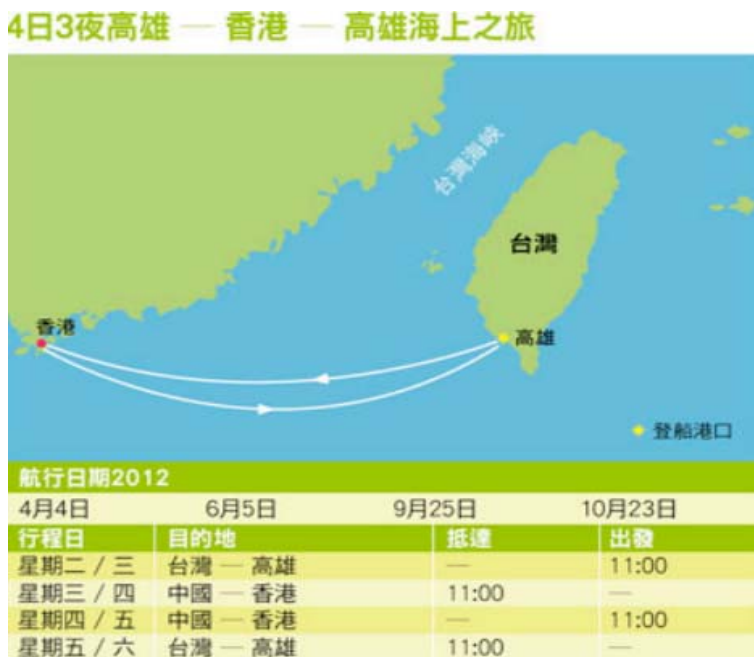 4日3夜高雄 — 香港 — 高雄海上之旅
台灣海峽
台灣
香港
高雄
登船港口
航行日期2012
4月4日 6月5日 9月25日 10月23日
行程日 目的地 抵達 出發
星期二 / 三 台灣 — 高雄 — 11:00
星期三 / 四 中國 — 香港 11:00 —
星期四 / 五 中國 — 香港 — 11:00
星期五 / 六 台灣 — 高雄 11:00 —